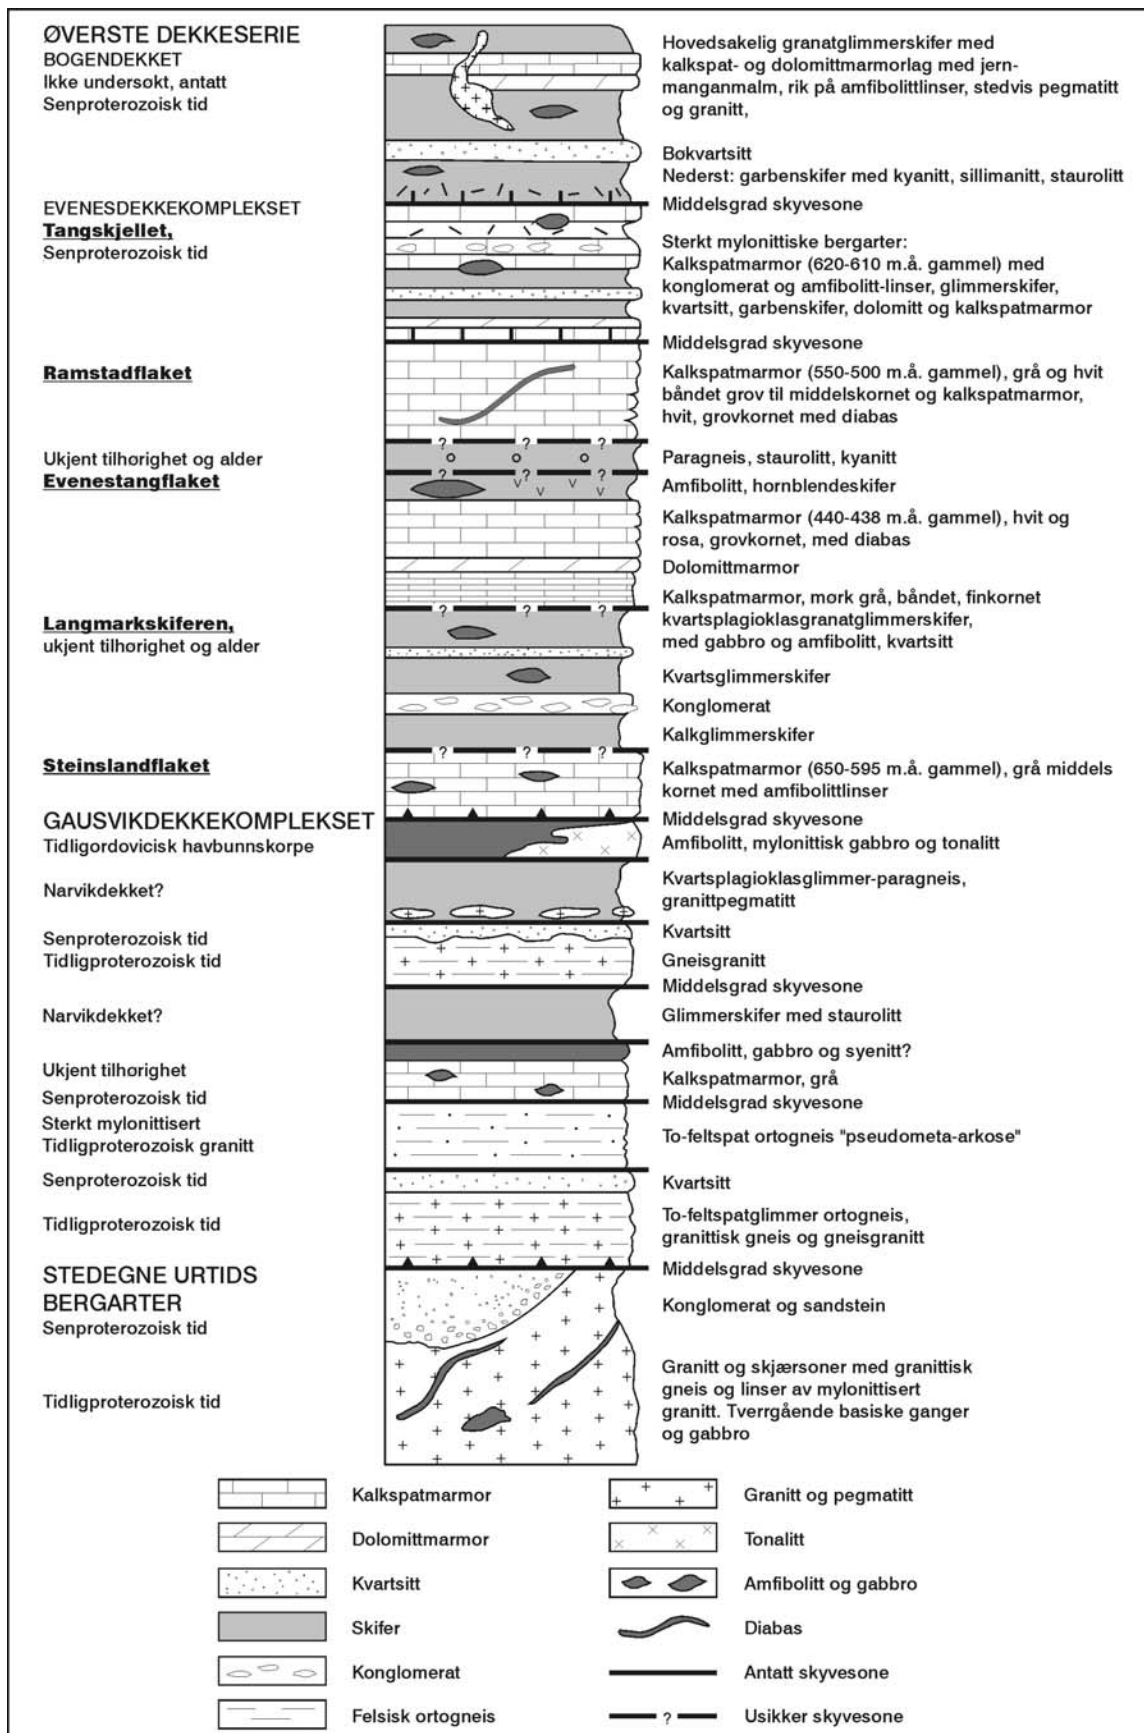 ØVERSTE DEKKESERIE
BOGENDEKKET
Ikke undersøkt, antatt
Senproterozoisk tid
Hovedsakelig granatglimmerskifer med
kalkspat- og dolomittmarmorlag med jern-
manganmalm, rik på amfibolittlinser, stedvis pegmatitt
og granitt,
Bøkvartsitt
Nederst: garbenskifer med kyanitt, sillimanitt, staurolitt
Middelsgrad skyvesone
EVENESDEKKEKOMPLEKSET
Tangskjellet,
Senproterozoisk tid
Sterkt mylonittiske bergarter:
Kalkspatmarmor (620-610 m.å. gammel) med
konglomerat og amfibolitt-linser, glimmerskifer,
kvartsitt, garbenskifer, dolomitt og kalkspatmarmor
Middelsgrad skyvesone
Ramstadflaket
Kalkspatmarmor (550-500 m.å. gammel), grå og hvit
båndet grov til middelskornet og kalkspatmarmor,
hvit, grovkornet med diabas
? ? ?
Ukjent tilhørighet og alder
Paragneis, staurolitt, kyanitt
? ? ?
Evenestangflaket
Amfibolitt, hornblendeskifer
Kalkspatmarmor (440-438 m.å. gammel), hvit og
rosa, grovkornet, med diabas
Dolomittmarmor
Kalkspatmarmor, mørk grå, båndet, finkornet
? ? ?
Langmarkskiferen,
ukjent tilhørighet og alder
kvartsplagioklasgranatglimmerskifer,
med gabbro og amfibolitt, kvartsitt
Kvartsglimmerskifer
Konglomerat
Kalkglimmerskifer
? ? ?
Steinslandflaket
Kalkspatmarmor (650-595 m.å. gammel), grå middels
kornet med amfibolittlinser
Middelsgrad skyvesone
GAUSVIKDEKKEKOMPLEKSET
Tidligordovicisk havbunnskorpe
Amfibolitt, mylonittisk gabbro og tonalitt
Narvikdekket?
Kvartsplagioklasglimmer-paragneis,
granittpegmatitt
Senproterozoisk tid
Kvartsitt
Tidligproterozoisk tid
Gneisgranitt
Middelsgrad skyvesone
Narvikdekket?
Glimmerskifer med staurolitt
Amfibolitt, gabbro og syenitt?
Ukjent tilhørighet
Kalkspatmarmor, grå
Senproterozoisk tid
Middelsgrad skyvesone
Sterkt mylonittisert
Tidligproterozoisk granitt
To-feltspat ortogneis "pseudometa-arkose"
Senproterozoisk tid
Kvartsitt
Tidligproterozoisk tid
To-feltspatglimmer ortogneis,
granittisk gneis og gneisgranitt
Middelsgrad skyvesone
STEDEGNE URTIDS
BERGARTER
Senproterozoisk tid
Konglomerat og sandstein
Tidligproterozoisk tid
Granitt og skjærsoner med granittisk
gneis og linser av mylonittisert
granitt. Tverrgående basiske ganger
og gabbro
Kalkspatmarmor
Dolomittmarmor
Kvartsitt
Skifer
Konglomerat
Felsisk ortogneis
Granitt og pegmatitt
Tonalitt
Amfibolitt og gabbro
Diabas
Antatt skyvesone
? Usikker skyvesone